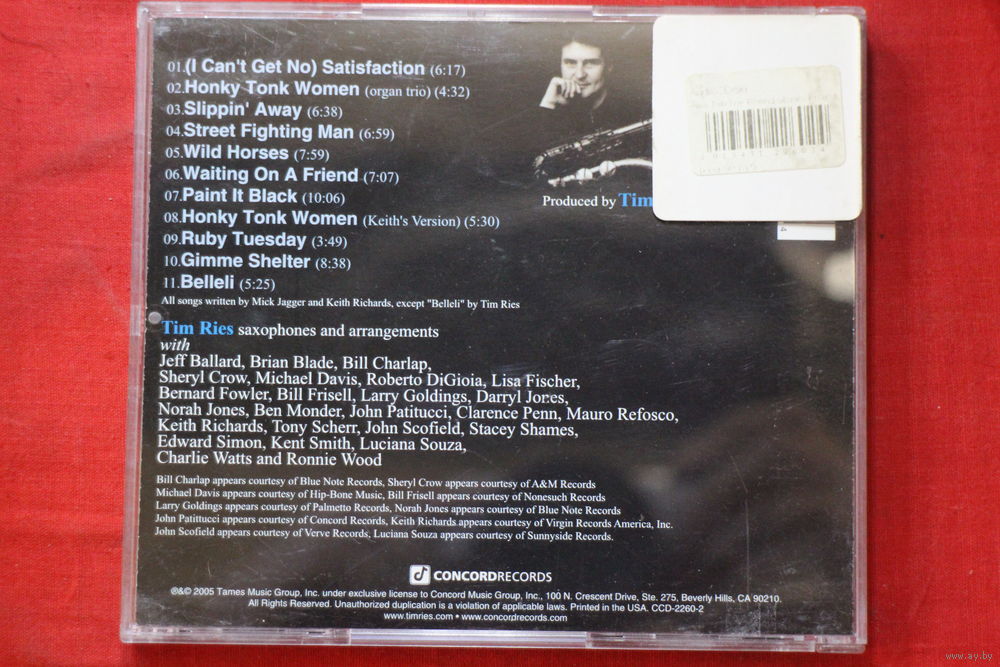 01.(I Can't Get No) Satisfaction (6:17)
02.Honky Tonk Women (organ trio) (4:32)
03.Slippin' Away (6:38)
04.Street Fighting Man (6:59)
05.Wild Horses (7:59)
06.Waiting On A Friend (7:07)
07.Paint It Black (10:06)
08.Honky Tonk Women (Keith's Version) (5:30)
09.Ruby Tuesday (3:49)
10.Gimme Shelter (8:38)
11.Belleli (5:25)
All songs written by Mick Jagger and Keith Richards, except "Belleli" by Tim Ries
Produced by Tim
Tim Ries saxophones and arrangements
with
Jeff Ballard, Brian Blade, Bill Charlap,
Sheryl Crow, Michael Davis, Roberto DiGioia, Lisa Fischer,
Bernard Fowler, Bill Frisell, Larry Goldings, Darryl Jones,
Norah Jones, Ben Monder, John Patitucci, Clarence Penn, Mauro Refosco,
Keith Richards, Tony Scherr, John Scofield, Stacey Shames,
Edward Simon, Kent Smith, Luciana Souza,
Charlie Watts and Ronnie Wood
Bill Charlap appears courtesy of Blue Note Records, Sheryl Crow appears courtesy of A&M Records
Michael Davis appears courtesy of Hip-Bone Music, Bill Frisell appears courtesy of Nonesuch Records
Larry Goldings appears courtesy of Palmetto Records, Norah Jones appears courtesy of Blue Note Records
John Patittucci appears courtesy of Concord Records, Keith Richards appears courtesy of Virgin Records America, Inc.
John Scofield appears courtesy of Verve Records, Luciana Souza appears courtesy of Sunnyside Records.
CONCORDRECORDS
℗&© 2005 Tames Music Group, Inc. under exclusive license to Concord Music Group, Inc., 100 N. Crescent Drive, Ste. 275, Beverly Hills, CA 90210.
All Rights Reserved. Unauthorized duplication is a violation of applicable laws. Printed in the USA. CCD-2260-2
www.timries.com • www.concordrecords.com
www.ay.by